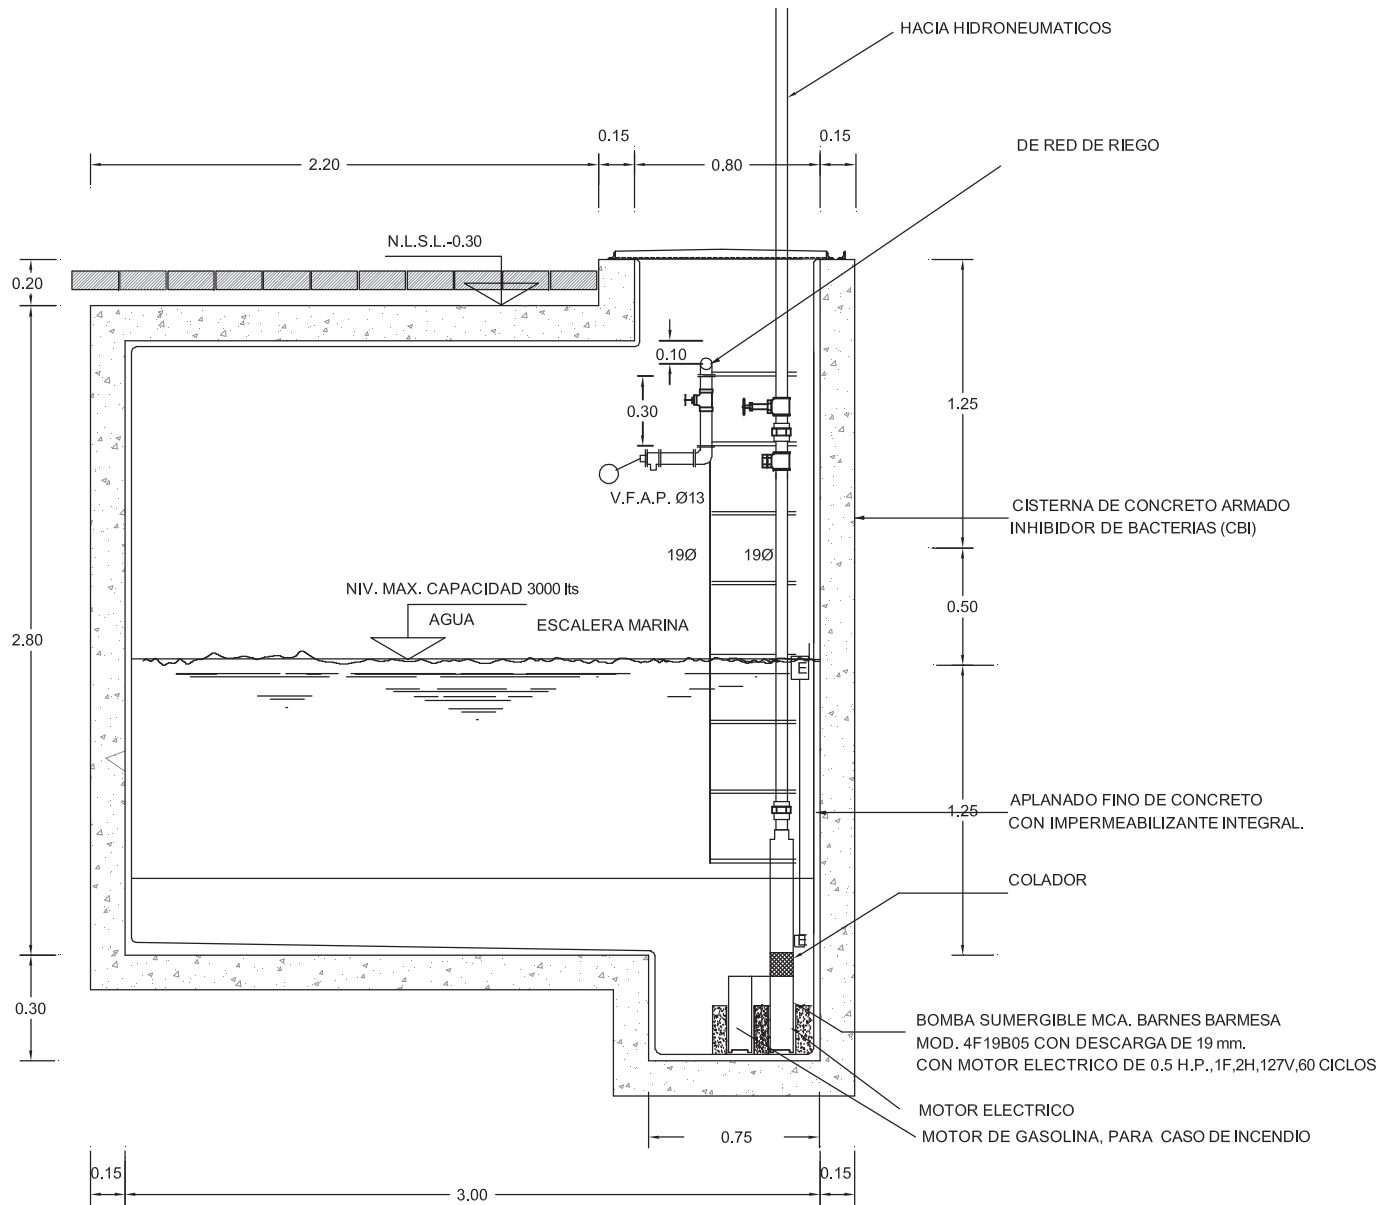 HACIA HIDRONEUMATICOS
0.15
0.15
DE RED DE RIEGO
2.20
0.80
N.L.S.L.-0.30
0.20
0.10
0.30
1.25
V.F.A.P. Ø13
CISTERNA DE CONCRETO ARMADO
INHIBIDOR DE BACTERIAS (CBI)
19Ø
19Ø
NIV. MAX. CAPACIDAD 3000 lts
AGUA
ESCALERA MARINA
0.50
2.80
E
APLANADO FINO DE CONCRETO
1.25
CON IMPERMEABILIZANTE INTEGRAL.
COLADOR
E
0.30
BOMBA SUMERGIBLE MCA. BARNES BARMESA
MOD. 4F19B05 CON DESCARGA DE 19 mm.
CON MOTOR ELECTRICO DE 0.5 H.P.,1F,2H,127V,60 CICLOS
MOTOR ELECTRICO
0.75
MOTOR DE GASOLINA, PARA CASO DE INCENDIO
0.15
0.15
3.00